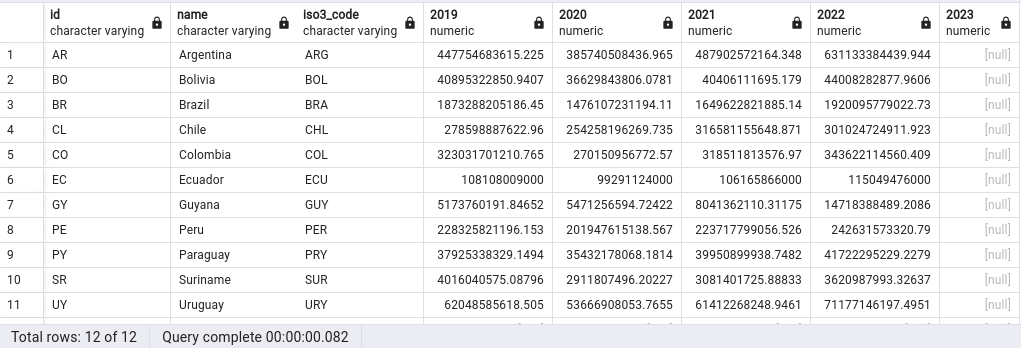 id name iso3_code 2019 2020 2021 2022 2023
character varying character varying character varying numeric numeric numeric numeric numeric
1 AR Argentina ARG 447754683615.225 385740508436.965 487902572164.348 631133384439.944 [null]
2 BO Bolivia BOL 40895322850.9407 36629843806.0781 40406111695.179 44008282877.9606 [null]
3 BR Brazil BRA 1873288205186.45 1476107231194.11 1649622821885.14 1920095779022.73 [null]
4 CL Chile CHL 278598887622.96 254258196269.735 316581155648.871 301024724911.923 [null]
5 CO Colombia COL 323031701210.765 270150956772.57 318511813576.97 343622114560.409 [null]
6 EC Ecuador ECU 108108009000 99291124000 106165866000 115049476000 [null]
7 GY Guyana GUY 5173760191.84652 5471256594.72422 8041362110.31175 14718388489.2086 [null]
8 PE Peru PER 228325821196.153 201947615138.567 223717799056.526 242631573320.79 [null]
9 PY Paraguay PRY 37925338329.1494 35432178068.1814 39950899938.7482 41722295229.2279 [null]
10 SR Suriname SUR 4016040575.08796 2911807496.20227 3081401725.88833 3620987993.32637 [null]
11 UY Uruguay URY 62048585618.505 53666908053.7655 61412268248.9461 71177146197.4951 [null]
Total rows: 12 of 12 Query complete 00:00:00.082